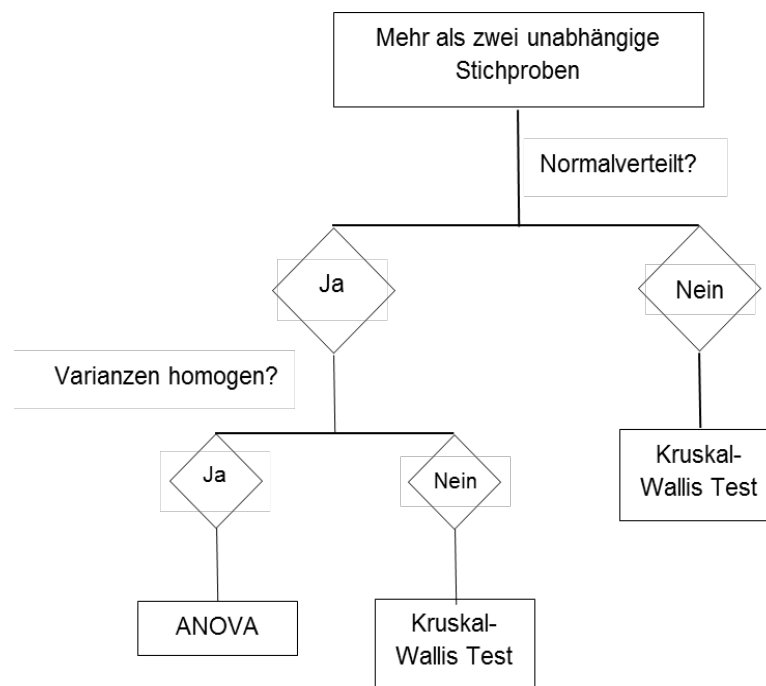 Mehr als zwei unabhängige
Stichproben
Normalverteilt?
Ja
Nein
Varianzen homogen?
Kruskal-
Wallis Test
Ja
Nein
ANOVA
Kruskal-
Wallis Test